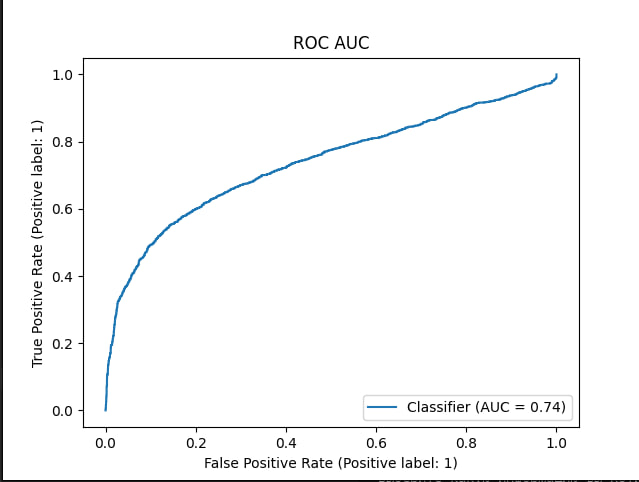 ROC AUC
1.0
0.8
0.6
0.4
0.2
0.0
True Positive Rate (Positive label: 1)
Classifier (AUC = 0.74)
0.0 0.2 0.4 0.6 0.8 1.0
False Positive Rate (Positive label: 1)